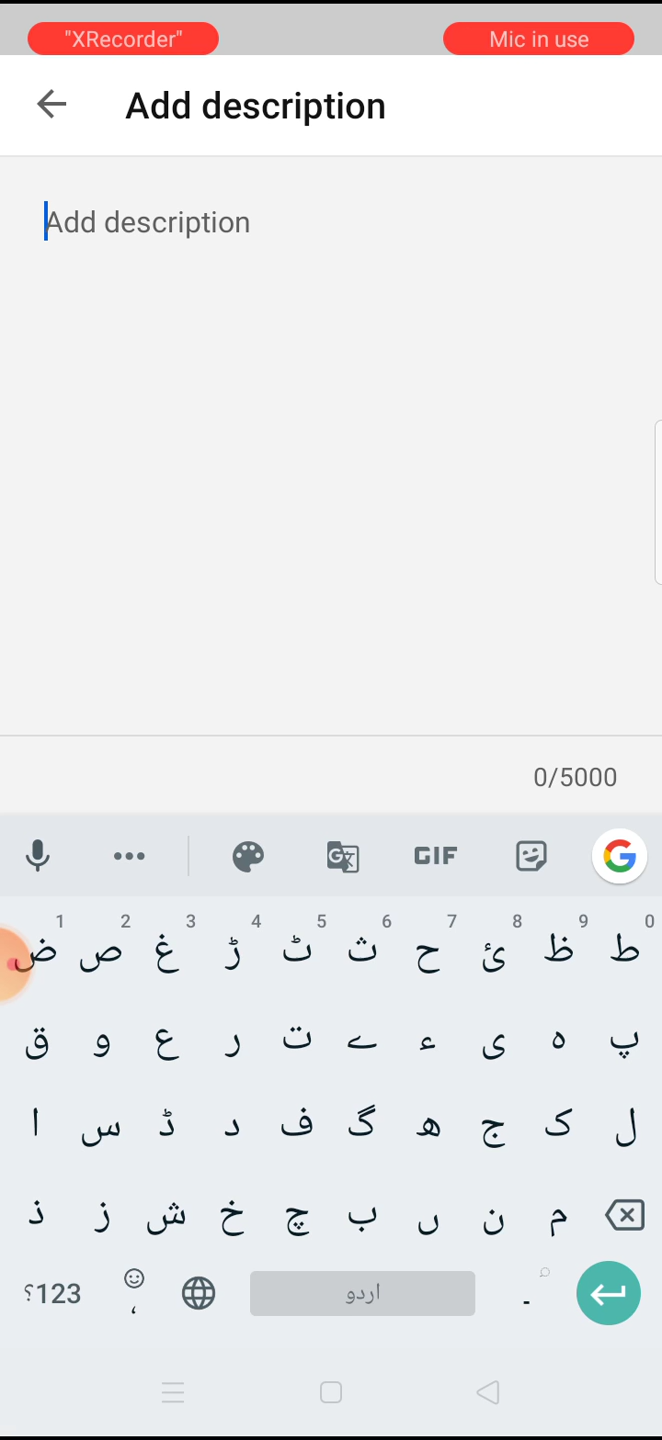 "XRecorder" Mic in use
Add description
Add description
0/5000
GIF
1 2 3 4 5 6 7 8 9 0
ض ص غ ڑ ٹ ث ح ئ ظ ط
ق و ع ر ت ے ء ی ہ پ
ا س ڈ د ف گ ھ ج ک ل
ذ ز ش خ چ ب ں ن م
؟123 ، اردو ۔